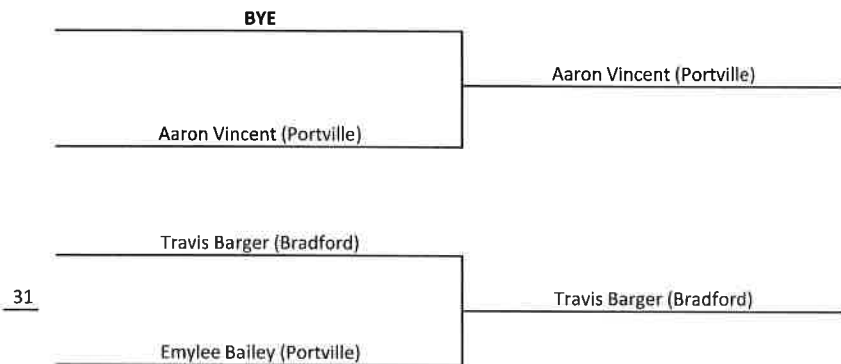 BYE
Aaron Vincent (Portville)
Aaron Vincent (Portville)
Travis Barger (Bradford)
31
Travis Barger (Bradford)
Emylee Bailey (Portville)